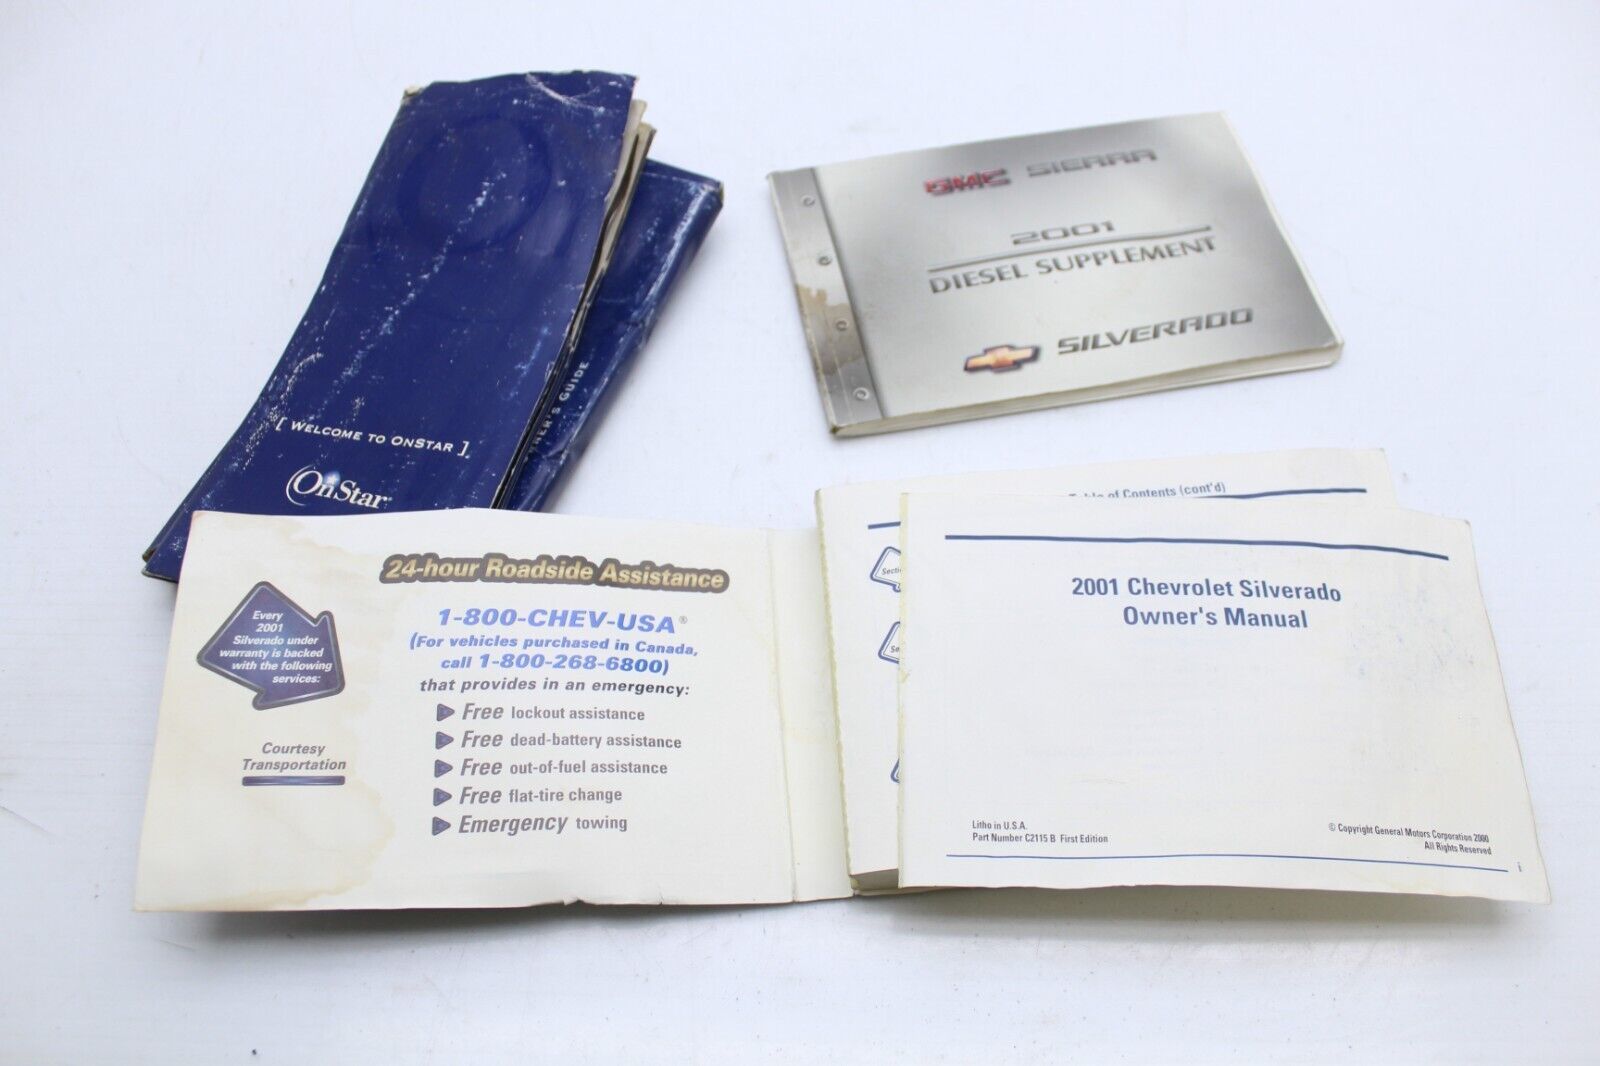 [ WELCOME TO ONSTAR ]
OnStar
GUIDE
GMC SIERRA
2001
DIESEL SUPPLEMENT
SILVERADO
24-hour Roadside Assistance
1-800-CHEV-USA®
(For vehicles purchased in Canada,
call 1-800-268-6800)
that provides in an emergency:
Free lockout assistance
Free dead-battery assistance
Free out-of-fuel assistance
Free flat-tire change
Emergency towing
Every
2001
Silverado under
warranty is backed
with the following
services:
Courtesy
Transportation
of Contents (cont'd)
2001 Chevrolet Silverado
Owner's Manual
Litho in U.S.A.
Part Number C2115 B First Edition
© Copyright General Motors Corporation 2000
All Rights Reserved
i